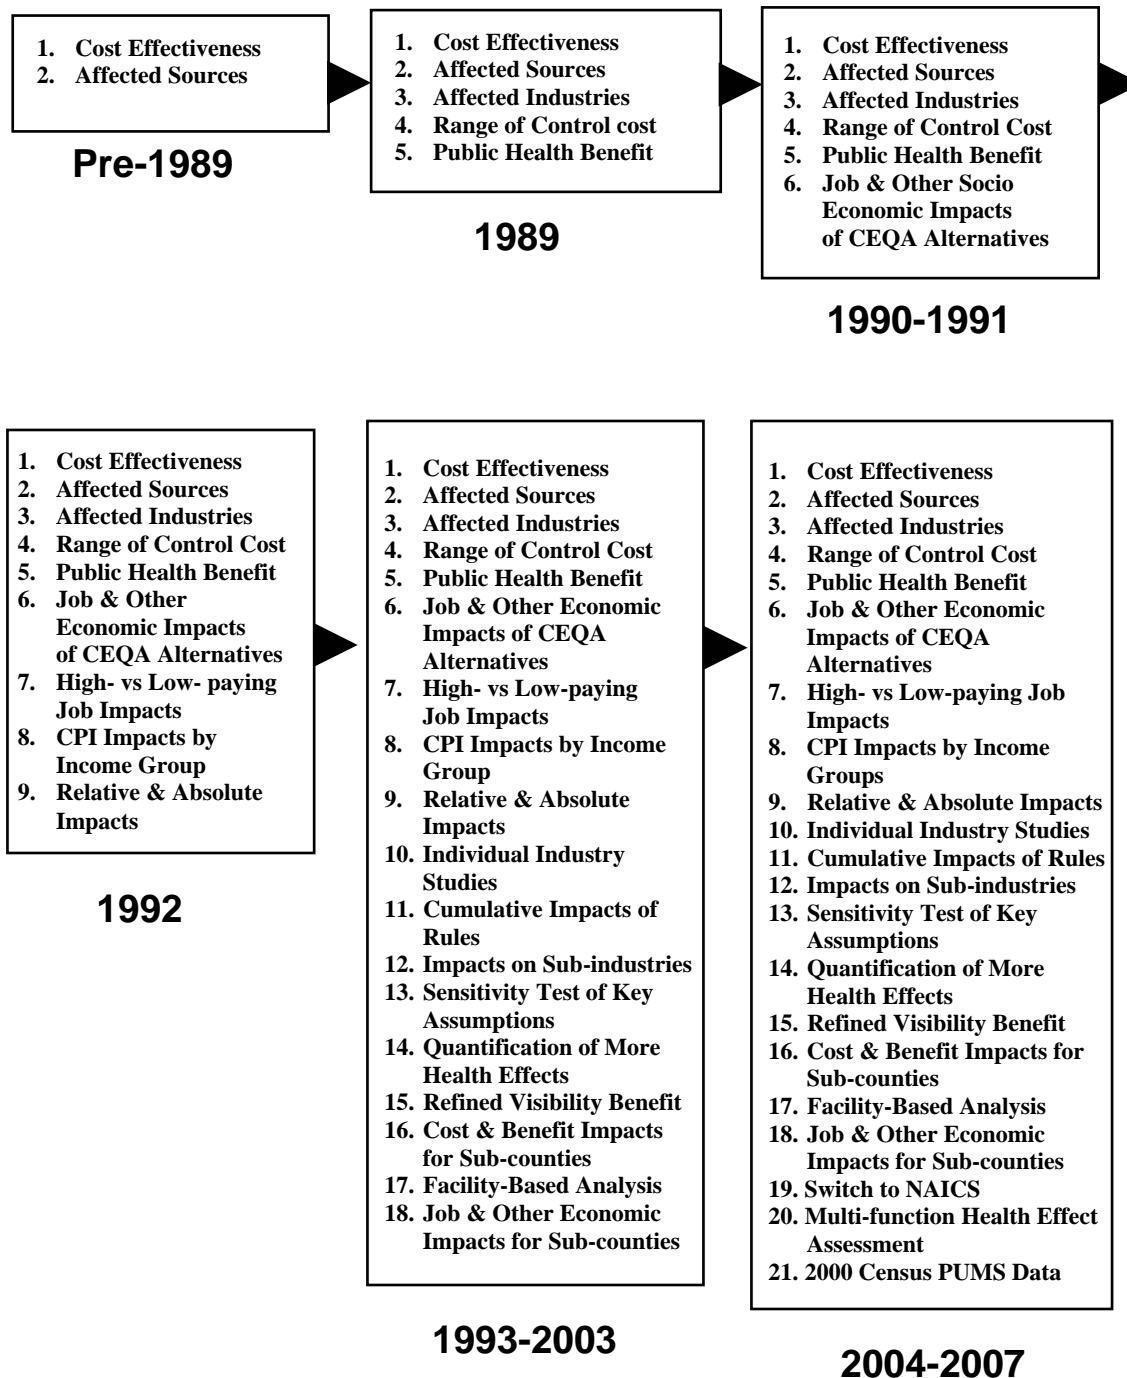 1. Cost Effectiveness
2. Affected Sources
Pre-1989
1. Cost Effectiveness
2. Affected Sources
3. Affected Industries
4. Range of Control cost
5. Public Health Benefit
1989
1. Cost Effectiveness
2. Affected Sources
3. Affected Industries
4. Range of Control Cost
5. Public Health Benefit
6. Job & Other Socio
Economic Impacts
of CEQA Alternatives
1990-1991
1. Cost Effectiveness
2. Affected Sources
3. Affected Industries
4. Range of Control Cost
5. Public Health Benefit
6. Job & Other
Economic Impacts
of CEQA Alternatives
7. High- vs Low- paying
Job Impacts
8. CPI Impacts by
Income Group
9. Relative & Absolute
Impacts
1992
1. Cost Effectiveness
2. Affected Sources
3. Affected Industries
4. Range of Control Cost
5. Public Health Benefit
6. Job & Other Economic
Impacts of CEQA
Alternatives
7. High- vs Low-paying
Job Impacts
8. CPI Impacts by Income
Group
9. Relative & Absolute
Impacts
10. Individual Industry
Studies
11. Cumulative Impacts of
Rules
12. Impacts on Sub-industries
13. Sensitivity Test of Key
Assumptions
14. Quantification of More
Health Effects
15. Refined Visibility Benefit
16. Cost & Benefit Impacts
for Sub-counties
17. Facility-Based Analysis
18. Job & Other Economic
Impacts for Sub-counties
1993-2003
1. Cost Effectiveness
2. Affected Sources
3. Affected Industries
4. Range of Control Cost
5. Public Health Benefit
6. Job & Other Economic
Impacts of CEQA
Alternatives
7. High- vs Low-paying Job
Impacts
8. CPI Impacts by Income
Groups
9. Relative & Absolute Impacts
10. Individual Industry Studies
11. Cumulative Impacts of Rules
12. Impacts on Sub-industries
13. Sensitivity Test of Key
Assumptions
14. Quantification of More
Health Effects
15. Refined Visibility Benefit
16. Cost & Benefit Impacts for
Sub-counties
17. Facility-Based Analysis
18. Job & Other Economic
Impacts for Sub-counties
19. Switch to NAICS
20. Multi-function Health Effect
Assessment
21. 2000 Census PUMS Data
2004-2007